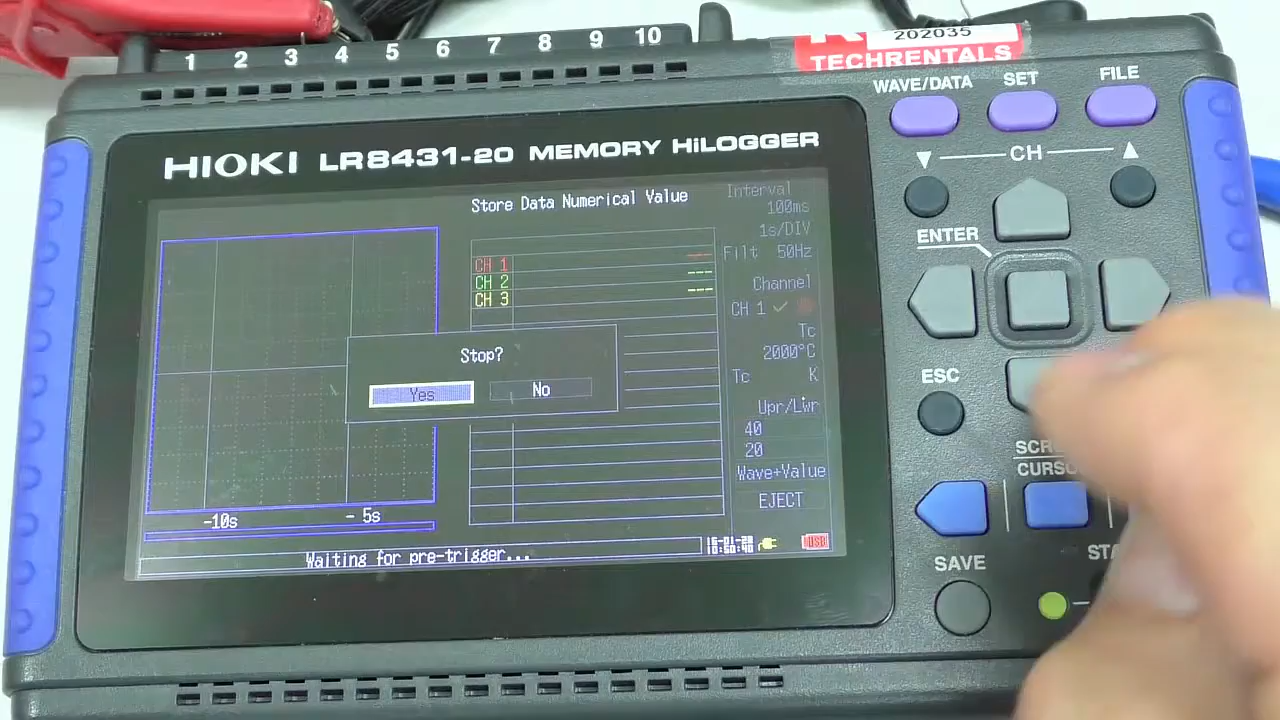 1 2 3 4 5 6 7 8 9 10
202035
TECHRENTALS
WAVE/DATA SET FILE
HIOKI LR8431-20 MEMORY HiLOGGER
CH
ENTER
Store Data Numerical Value
Interval
100ms
1s/DIV
Filt 50Hz
CH 1 ---
CH 2 ---
CH 3 ---
Channel
CH 1
Tc
2000°C
Tc K
Stop?
Yes No
Upr/Lwr
40
20
Wave+Value
EJECT
-10s - 5s
Waiting for pre-trigger...
USB
ESC
SAVE